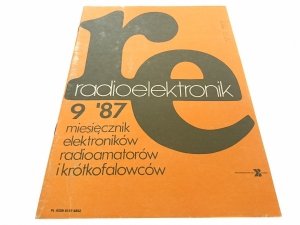 re
radioelektronik
9 '87
miesięcznik
elektroników
radioamatorów
i krótkofalowców